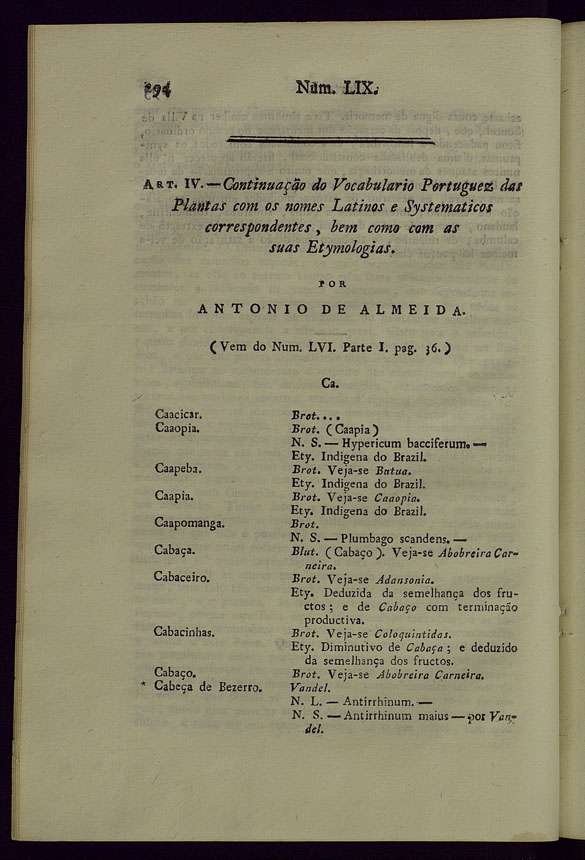 294
Num. LIX.
ART. IV. — Continuação do Vocabulario Portuguez das
Plantas com os nomes Latinos e Systematicos
correspondentes, bem como com as
suas Etymologias.
POR
ANTONIO DE ALMEIDA.
(Vem do Num. LVI. Parte I. pag. 36.)
Ca.
Caacicar. Brot....
Caaopia. Brot. (Caapia)
N. S. — Hypericum bacciferum. —
Ety. Indigena do Brazil.
Caapeba. Brot. Veja-se Butua.
Ety. Indigena do Brazil.
Caapia. Brot. Veja-se Caaopia.
Ety. Indigena do Brazil.
Caapomanga. Brot.
N. S. — Plumbago scandens. —
Cabaça. Blut. (Cabaço). Veja-se Abobreira Car-
neira.
Cabaceiro. Brot. Veja-se Adansonia.
Ety. Deduzida da semelhança dos fru-
ctos; e de Cabaço com terminação
productiva.
Cabacinhas. Brot. Veja-se Coloquintidas.
Ety. Diminutivo de Cabaça; e deduzido
da semelhança dos fructos.
Cabaço. Brot. Veja-se Abobreira Carneira.
* Cabeça de Bezerro. Vandel.
N. L. — Antirrhinum. —
N. S. — Antirrhinum maius — por Van-
del.